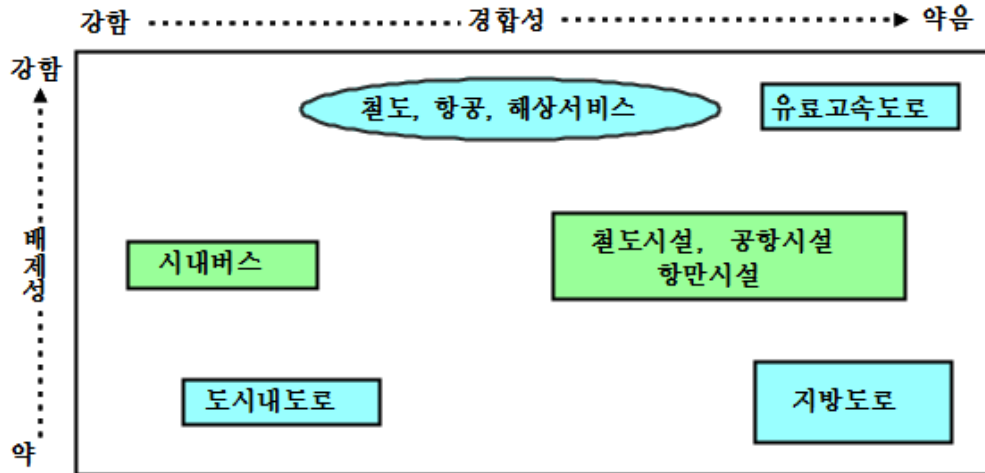 강함 경합성 약음
강함
철도, 항공, 해상서비스
유료고속도로
배제성
시내버스
철도시설, 공항시설
항만시설
도시내도로
지방도로
약